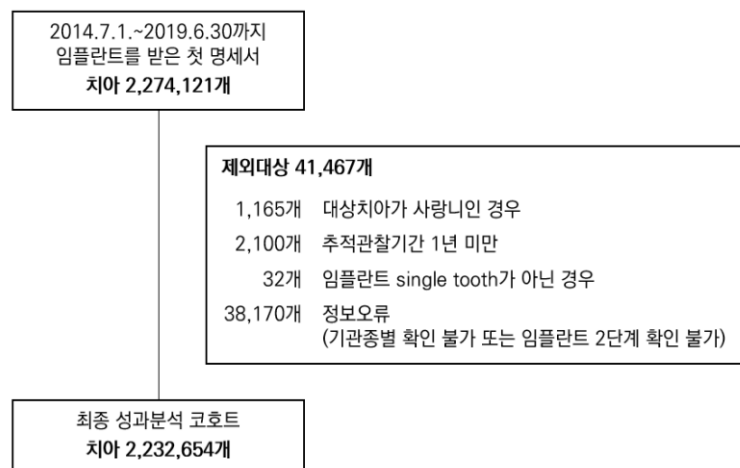 2014.7.1.~2019.6.30까지
임플란트를 받은 첫 명세서
치아 2,274,121개
제외대상 41,467개
1,165개 대상치아가 사랑니인 경우
2,100개 추적관찰기간 1년 미만
32개 임플란트 single tooth가 아닌 경우
38,170개 정보오류
(기관종별 확인 불가 또는 임플란트 2단계 확인 불가)
최종 성과분석 코호트
치아 2,232,654개